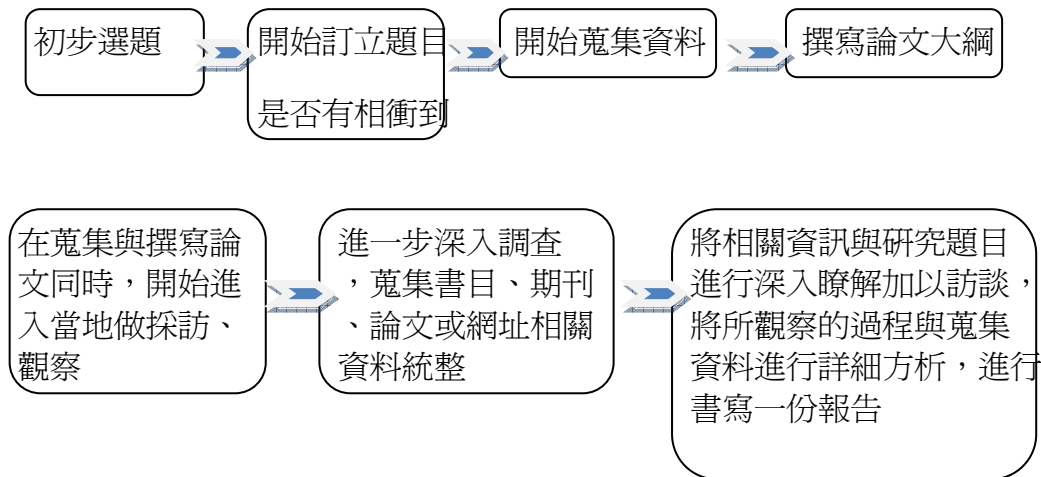 初步選題
開始訂立題目
是否有相衝到
開始蒐集資料
撰寫論文大綱
在蒐集與撰寫論
文同時，開始進
入當地做採訪、
觀察
進一步深入調查
，蒐集書目、期刊
、論文或網址相關
資料統整
將相關資訊與研究題目
進行深入瞭解加以訪談，
將所觀察的過程與蒐集
資料進行詳細方析，進行
書寫一份報告